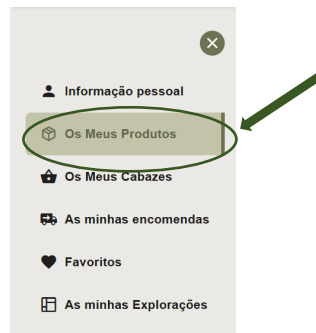 Informação pessoal
Os Meus Produtos
Os Meus Cabazes
As minhas encomendas
Favoritos
As minhas Explorações